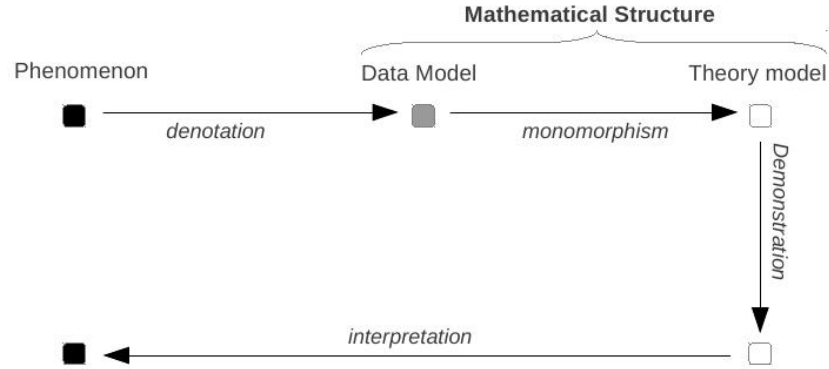 Mathematical Structure
Phenomenon
Data Model
Theory model
denotation
monomorphism
Demonstration
interpretation